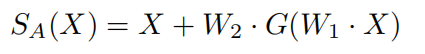 S_A(X) = X + W_2 · G(W_1 · X)